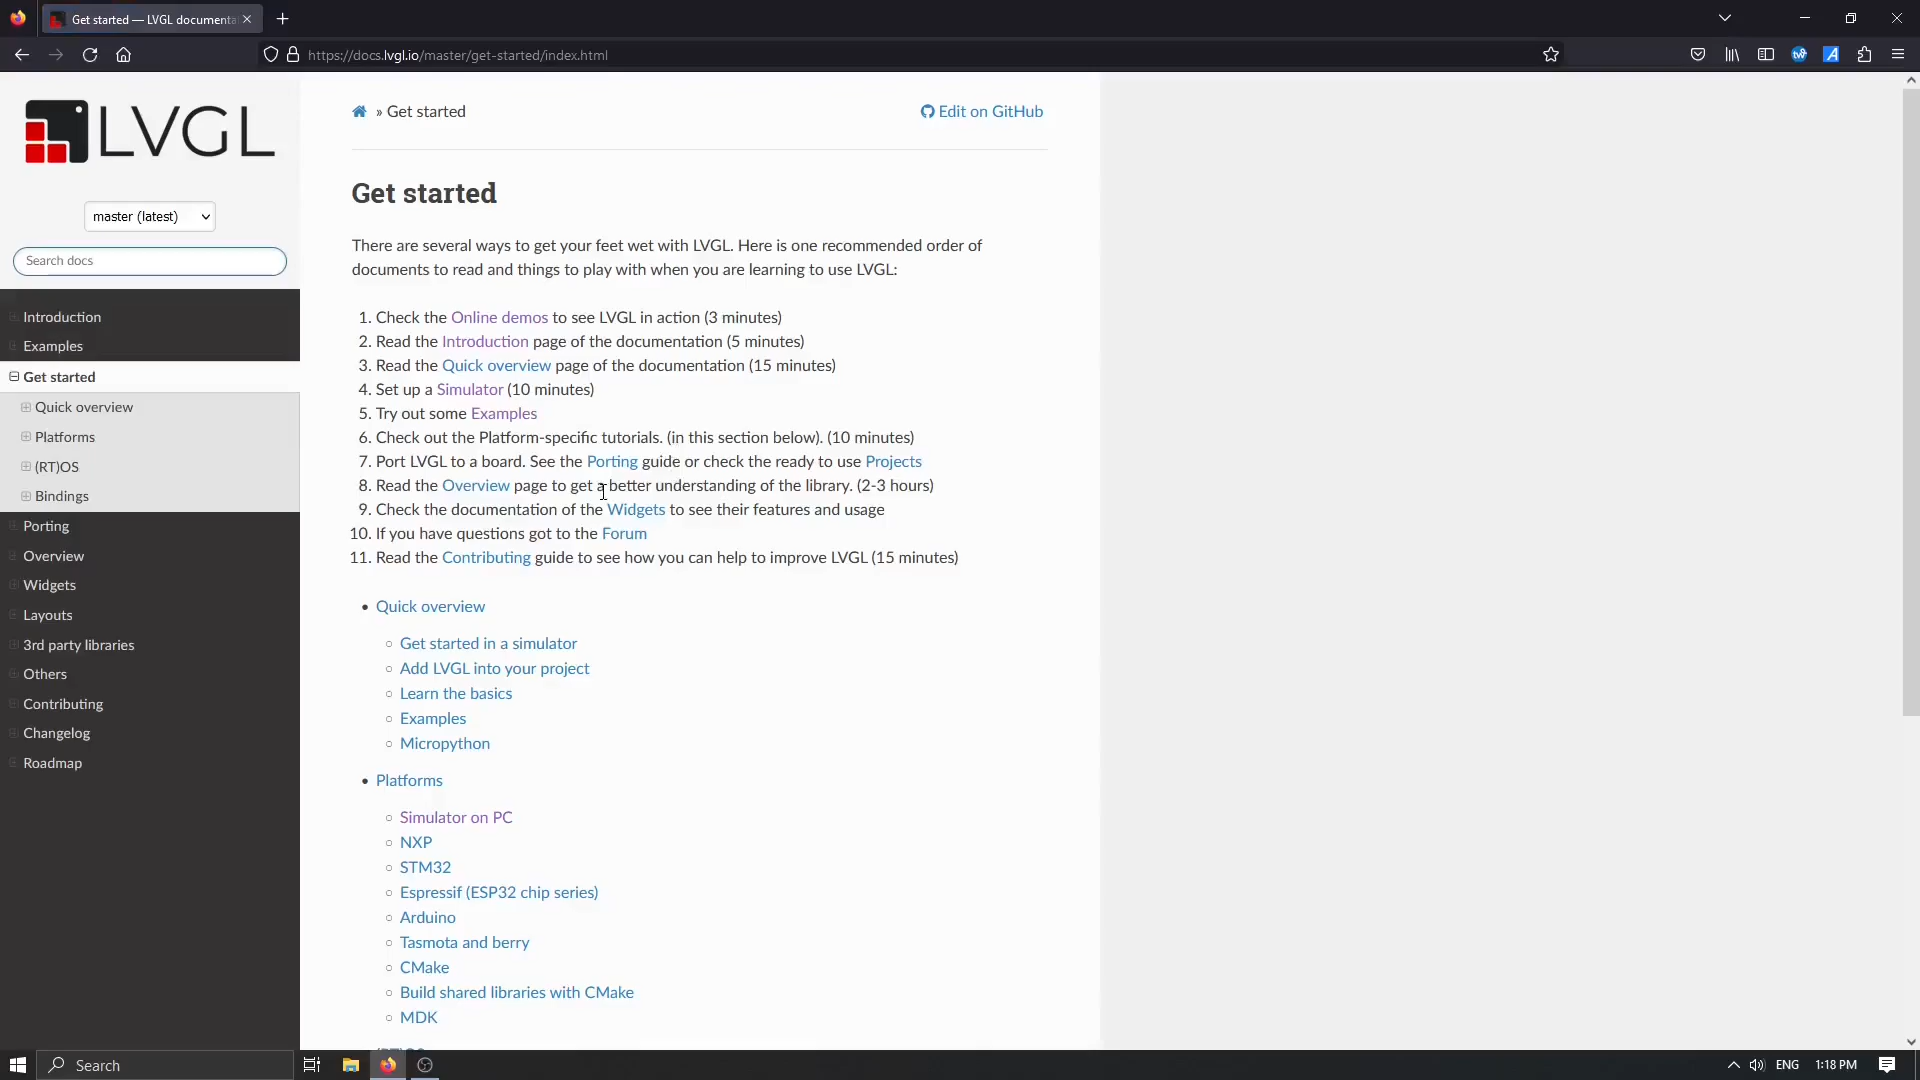 Get started — LVGL documenta
https://docs.lvgl.io/master/get-started/index.html
LVGL
master (latest)
Search docs
Introduction
Examples
Get started
Quick overview
Platforms
(RT)OS
Bindings
Porting
Overview
Widgets
Layouts
3rd party libraries
Others
Contributing
Changelog
Roadmap
» Get started
Edit on GitHub
Get started
There are several ways to get your feet wet with LVGL. Here is one recommended order of
documents to read and things to play with when you are learning to use LVGL:
1. Check the Online demos to see LVGL in action (3 minutes)
2. Read the Introduction page of the documentation (5 minutes)
3. Read the Quick overview page of the documentation (15 minutes)
4. Set up a Simulator (10 minutes)
5. Try out some Examples
6. Check out the Platform-specific tutorials. (in this section below). (10 minutes)
7. Port LVGL to a board. See the Porting guide or check the ready to use Projects
8. Read the Overview page to get a better understanding of the library. (2-3 hours)
9. Check the documentation of the Widgets to see their features and usage
10. If you have questions got to the Forum
11. Read the Contributing guide to see how you can help to improve LVGL (15 minutes)
• Quick overview
○ Get started in a simulator
○ Add LVGL into your project
○ Learn the basics
○ Examples
○ Micropython
• Platforms
○ Simulator on PC
○ NXP
○ STM32
○ Espressif (ESP32 chip series)
○ Arduino
○ Tasmota and berry
○ CMake
○ Build shared libraries with CMake
○ MDK
Search
ENG
1:18 PM